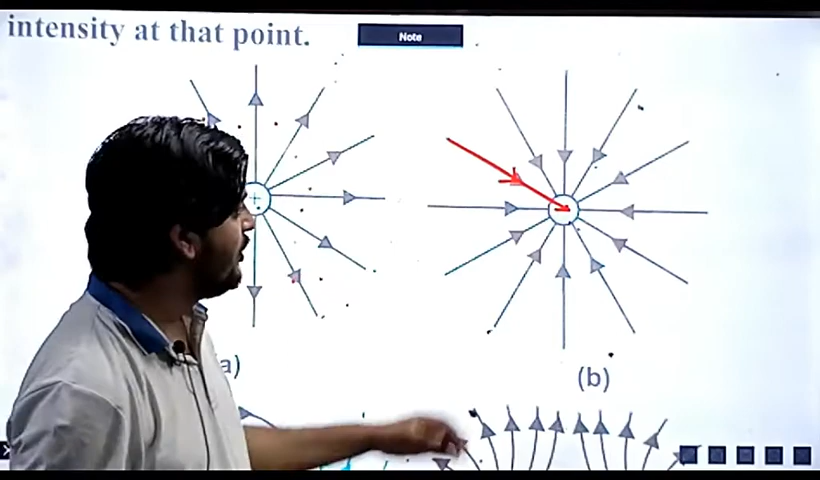 intensity at that point.
Note
+
a)
(b)